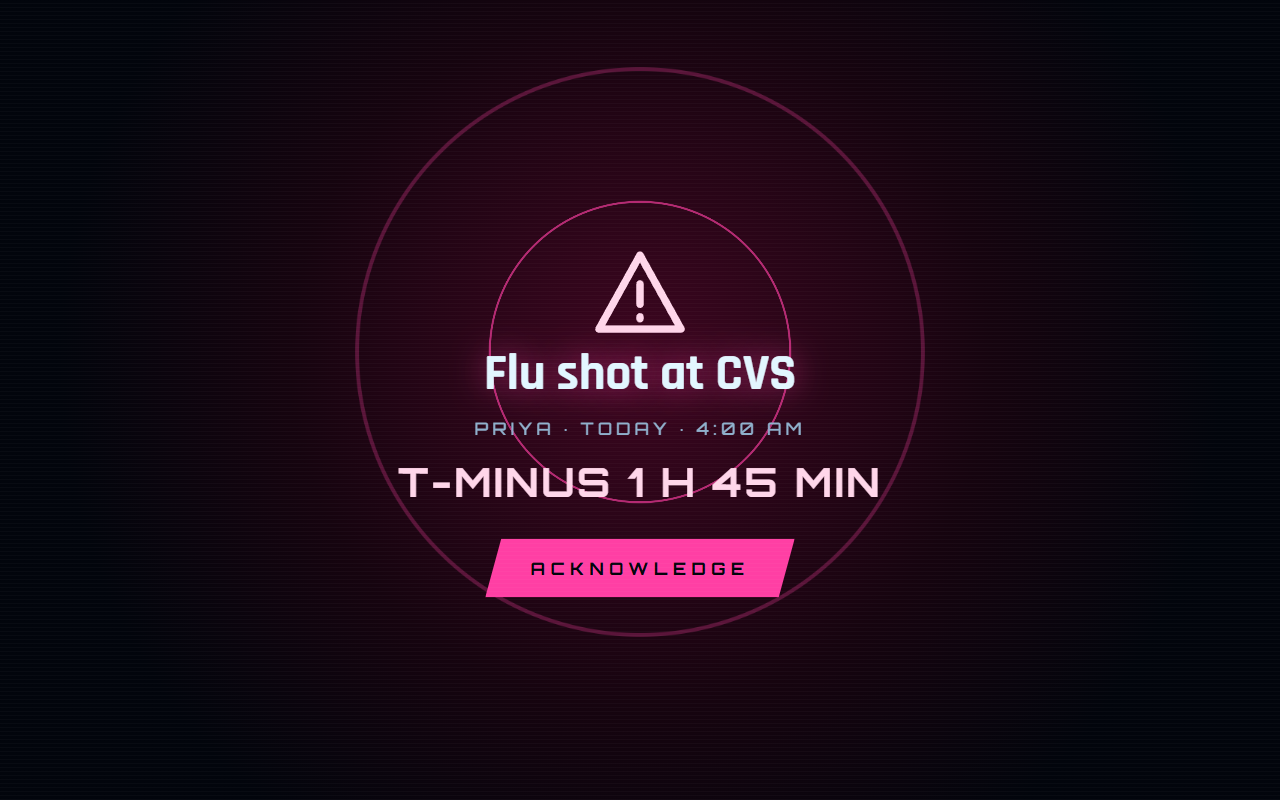 Flu shot at CVS
PRIYA · TODAY · 4:00 AM
T-MINUS 1 H 45 MIN
ACKNOWLEDGE